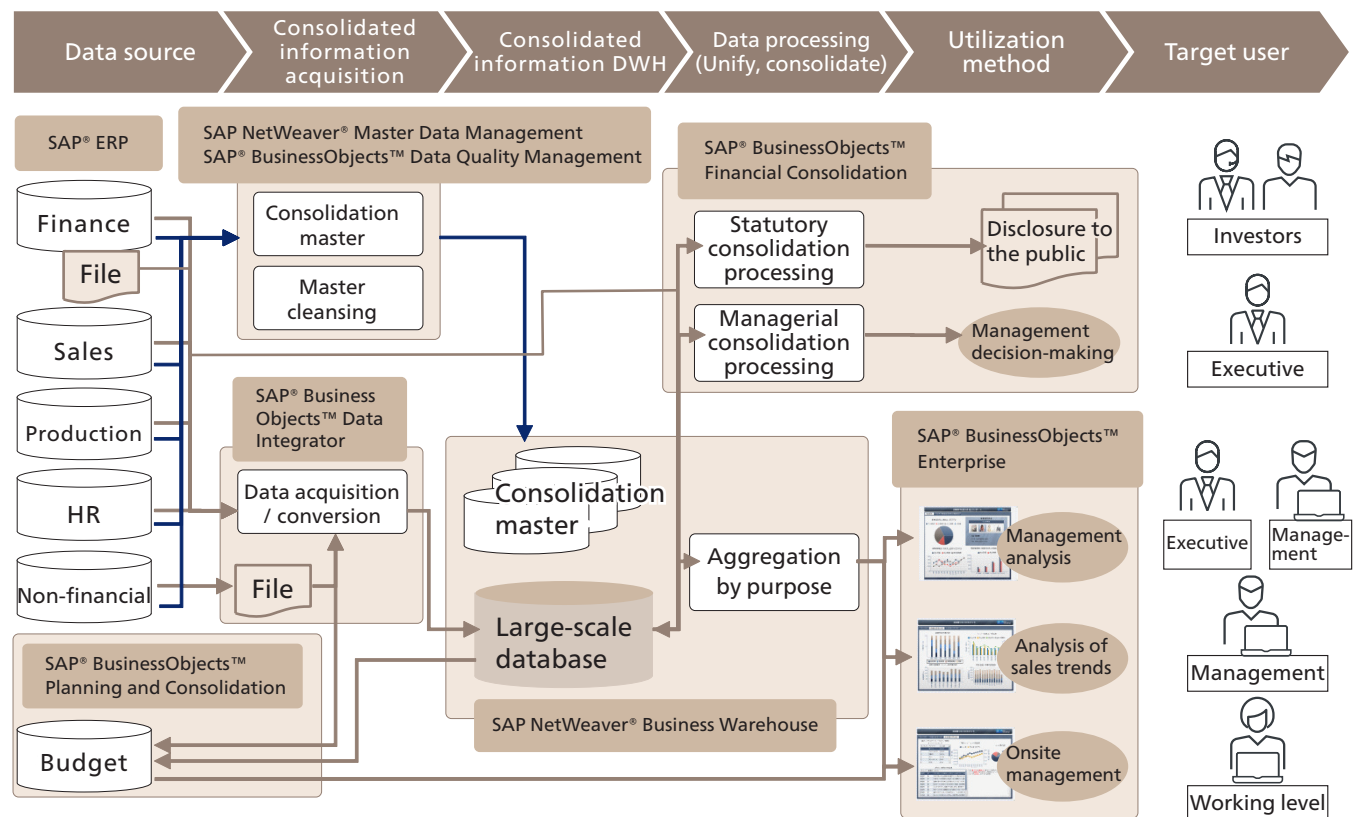 Data source
Consolidated
information
acquisition
Consolidated
information DWH
Data processing
(Unify, consolidate)
Utilization
method
Target user
SAP® ERP
Finance
File
Sales
Production
HR
Non-financial
SAP NetWeaver® Master Data Management
SAP® BusinessObjects™ Data Quality Management
Consolidation
master
Master
cleansing
SAP® Business
Objects™ Data
Integrator
Data acquisition
/ conversion
File
SAP® BusinessObjects™
Planning and Consolidation
Budget
Consolidation
master
Large-scale
database
Aggregation
by purpose
SAP NetWeaver® Business Warehouse
SAP® BusinessObjects™
Financial Consolidation
Statutory
consolidation
processing
Disclosure to
the public
Managerial
consolidation
processing
Management
decision-making
SAP® BusinessObjects™
Enterprise
Management
analysis
Analysis of
sales trends
Onsite
management
Investors
Executive
Executive
Manage-
ment
Management
Working level